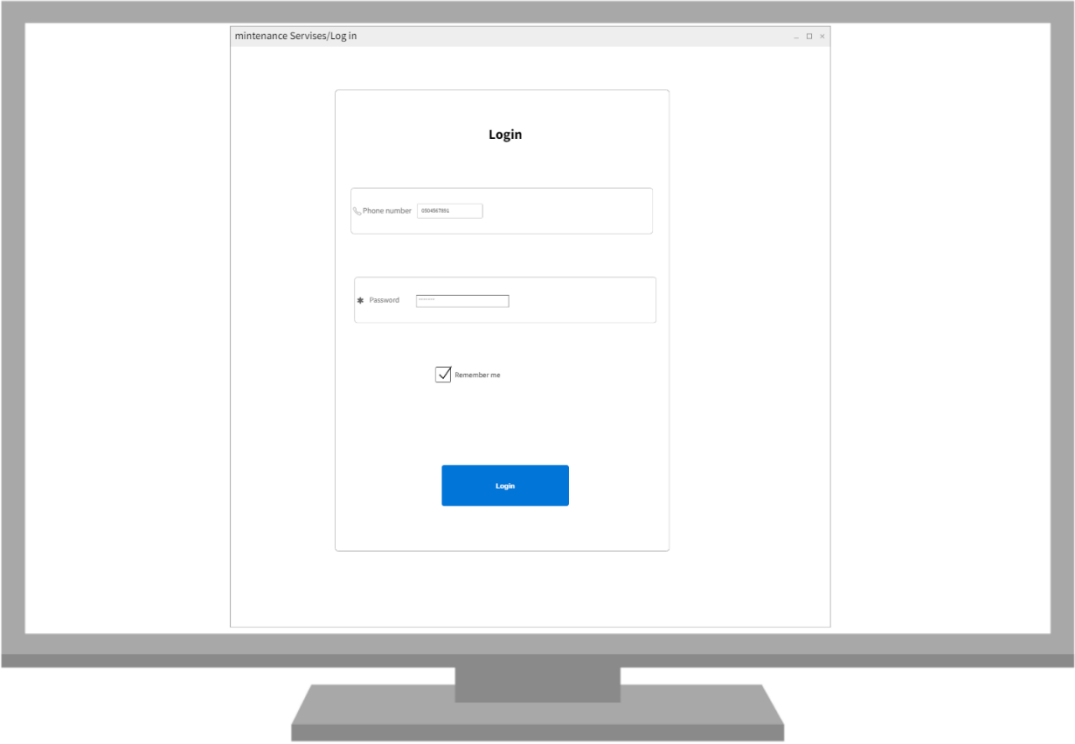 mintenance Servises/Log in
Login
Phone number 0504567891
Password ********
Remember me
Login